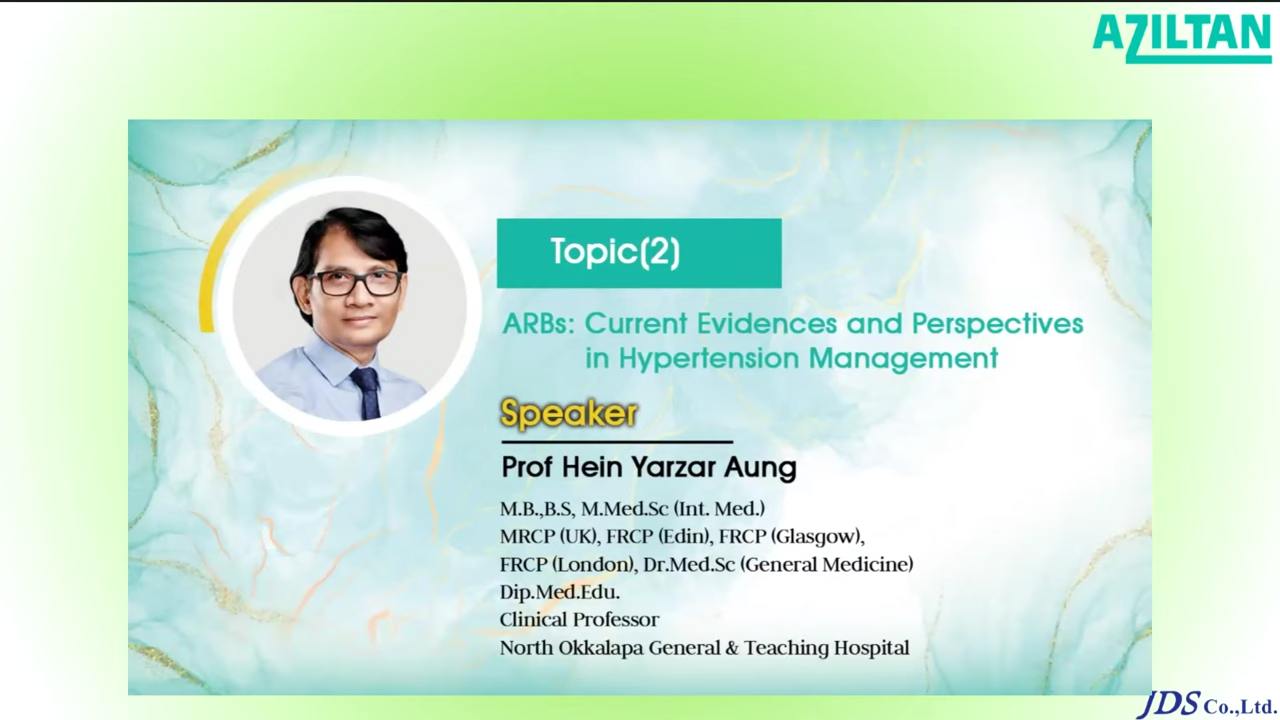 AZILTAN
Topic(2)
ARBs: Current Evidences and Perspectives
in Hypertension Management
Speaker
Prof Hein Yarzar Aung
M.B.,B.S, M.Med.Sc (Int. Med.)
MRCP (UK), FRCP (Edin), FRCP (Glasgow),
FRCP (London), Dr.Med.Sc (General Medicine)
Dip.Med.Edu.
Clinical Professor
North Okkalapa General & Teaching Hospital
JDS Co.,Ltd.